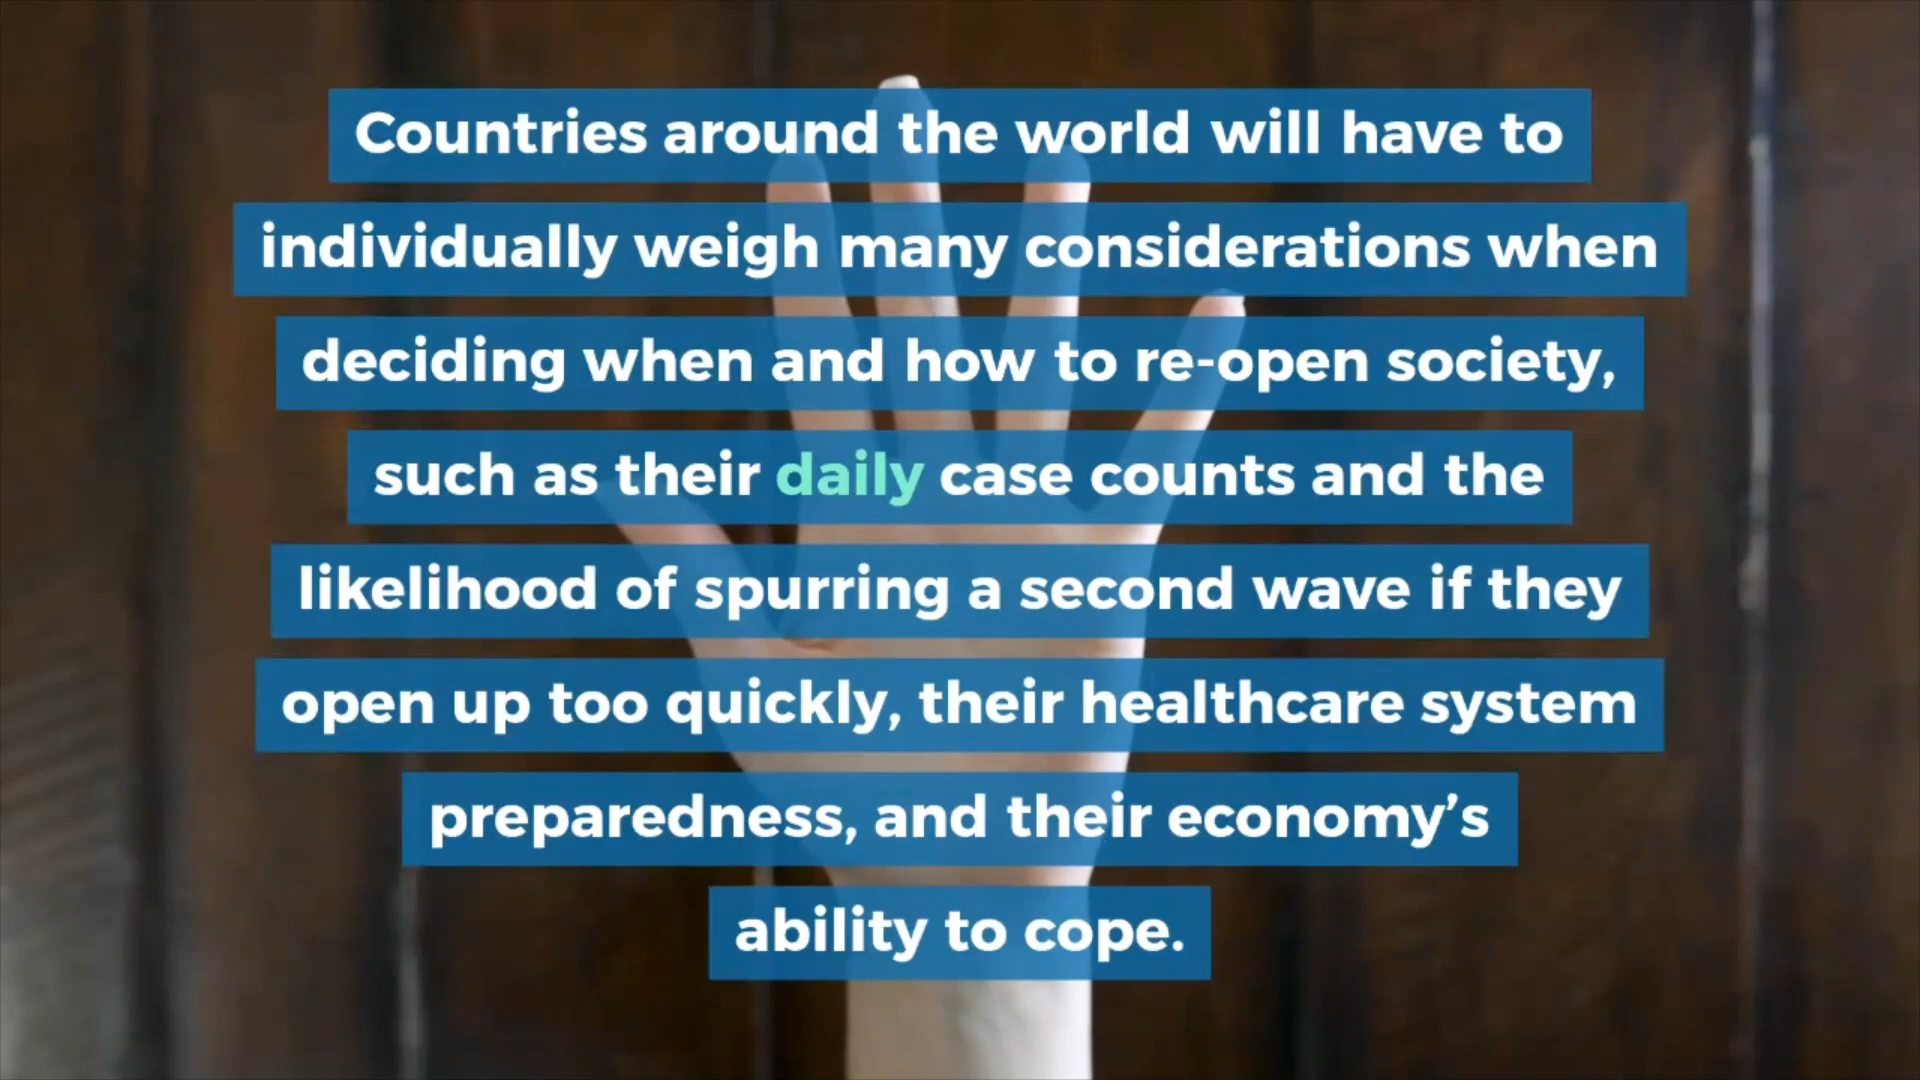 Countries around the world will have to
individually weigh many considerations when
deciding when and how to re-open society,
such as their daily case counts and the
likelihood of spurring a second wave if they
open up too quickly, their healthcare system
preparedness, and their economy’s
ability to cope.